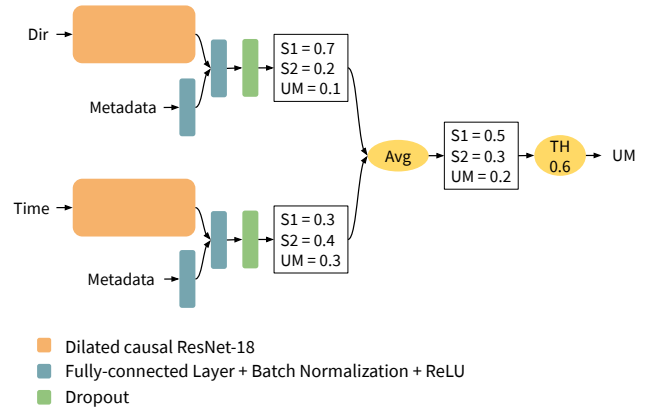 Dir
Metadata
S1 = 0.7
S2 = 0.2
UM = 0.1
Avg
S1 = 0.5
S2 = 0.3
UM = 0.2
TH
0.6
UM
Time
Metadata
S1 = 0.3
S2 = 0.4
UM = 0.3
Dilated causal ResNet-18
Fully-connected Layer + Batch Normalization + ReLU
Dropout